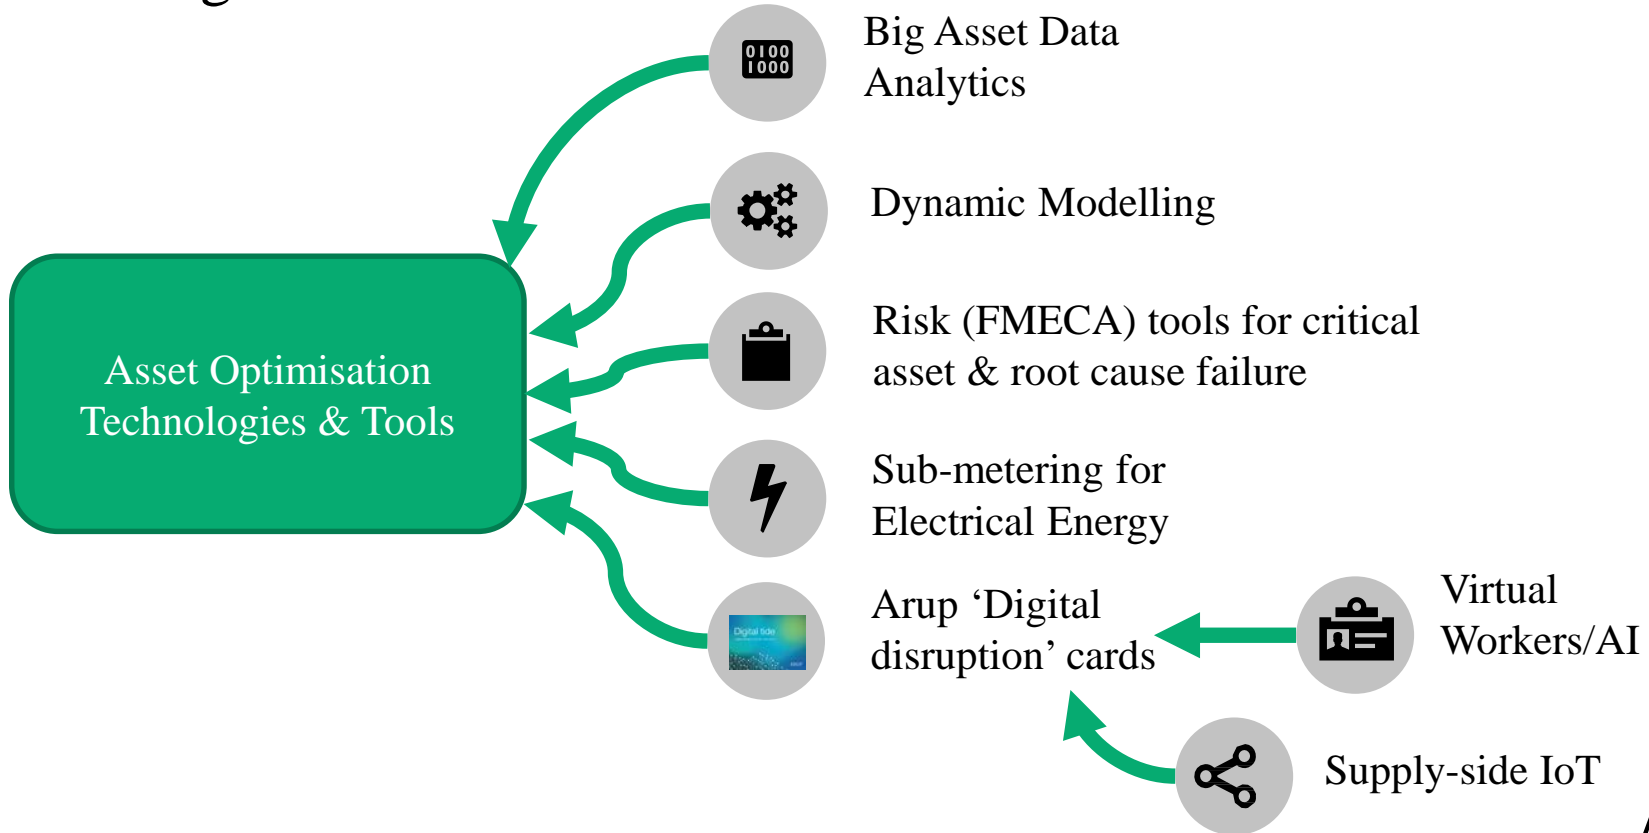 Big Asset Data
Analytics
0100
1000
Dynamic Modelling
Risk (FMECA) tools for critical
asset & root cause failure
Asset Optimisation
Technologies & Tools
Sub-metering for
Electrical Energy
Arup ‘Digital
disruption’ cards
Digital tide
Virtual
Workers/AI
Supply-side IoT